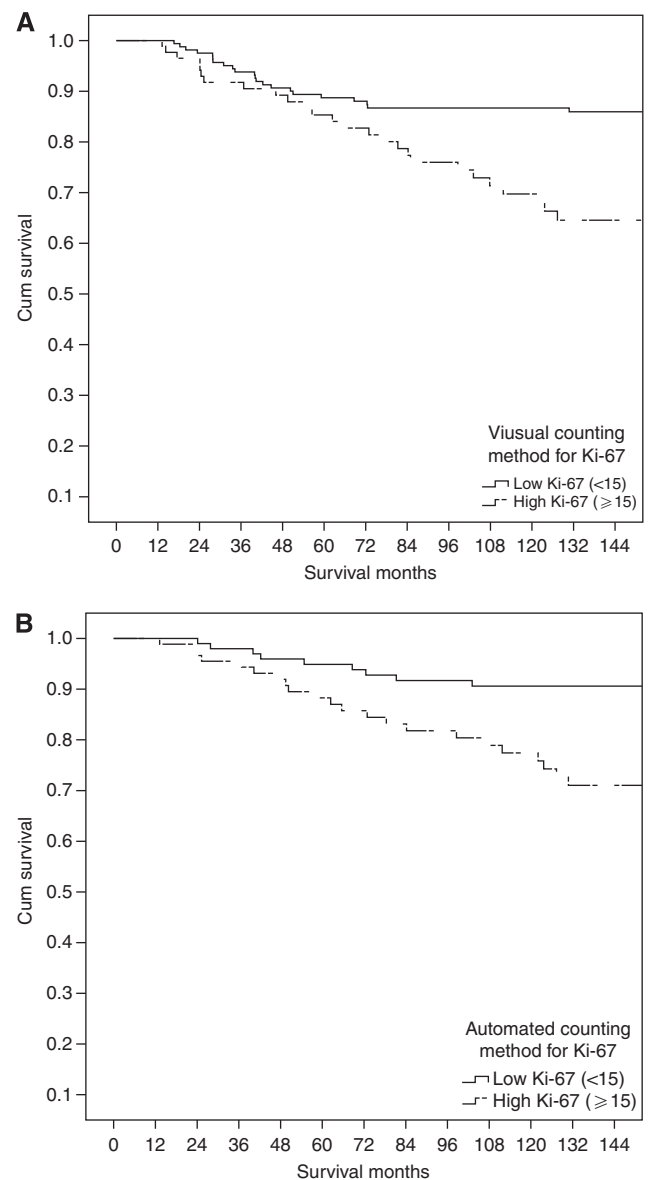 A
1.0
0.9
0.8
0.7
0.6
0.5
0.4
0.3
0.2
0.1
Cum survival
Viusual counting
method for Ki-67
Low Ki-67 (<15)
High Ki-67 (⩾15)
0 12 24 36 48 60 72 84 96 108 120 132 144
Survival months
B
1.0
0.9
0.8
0.7
0.6
0.5
0.4
0.3
0.2
0.1
Cum survival
Automated counting
method for Ki-67
Low Ki-67 (<15)
High Ki-67 (⩾15)
0 12 24 36 48 60 72 84 96 108 120 132 144
Survival months